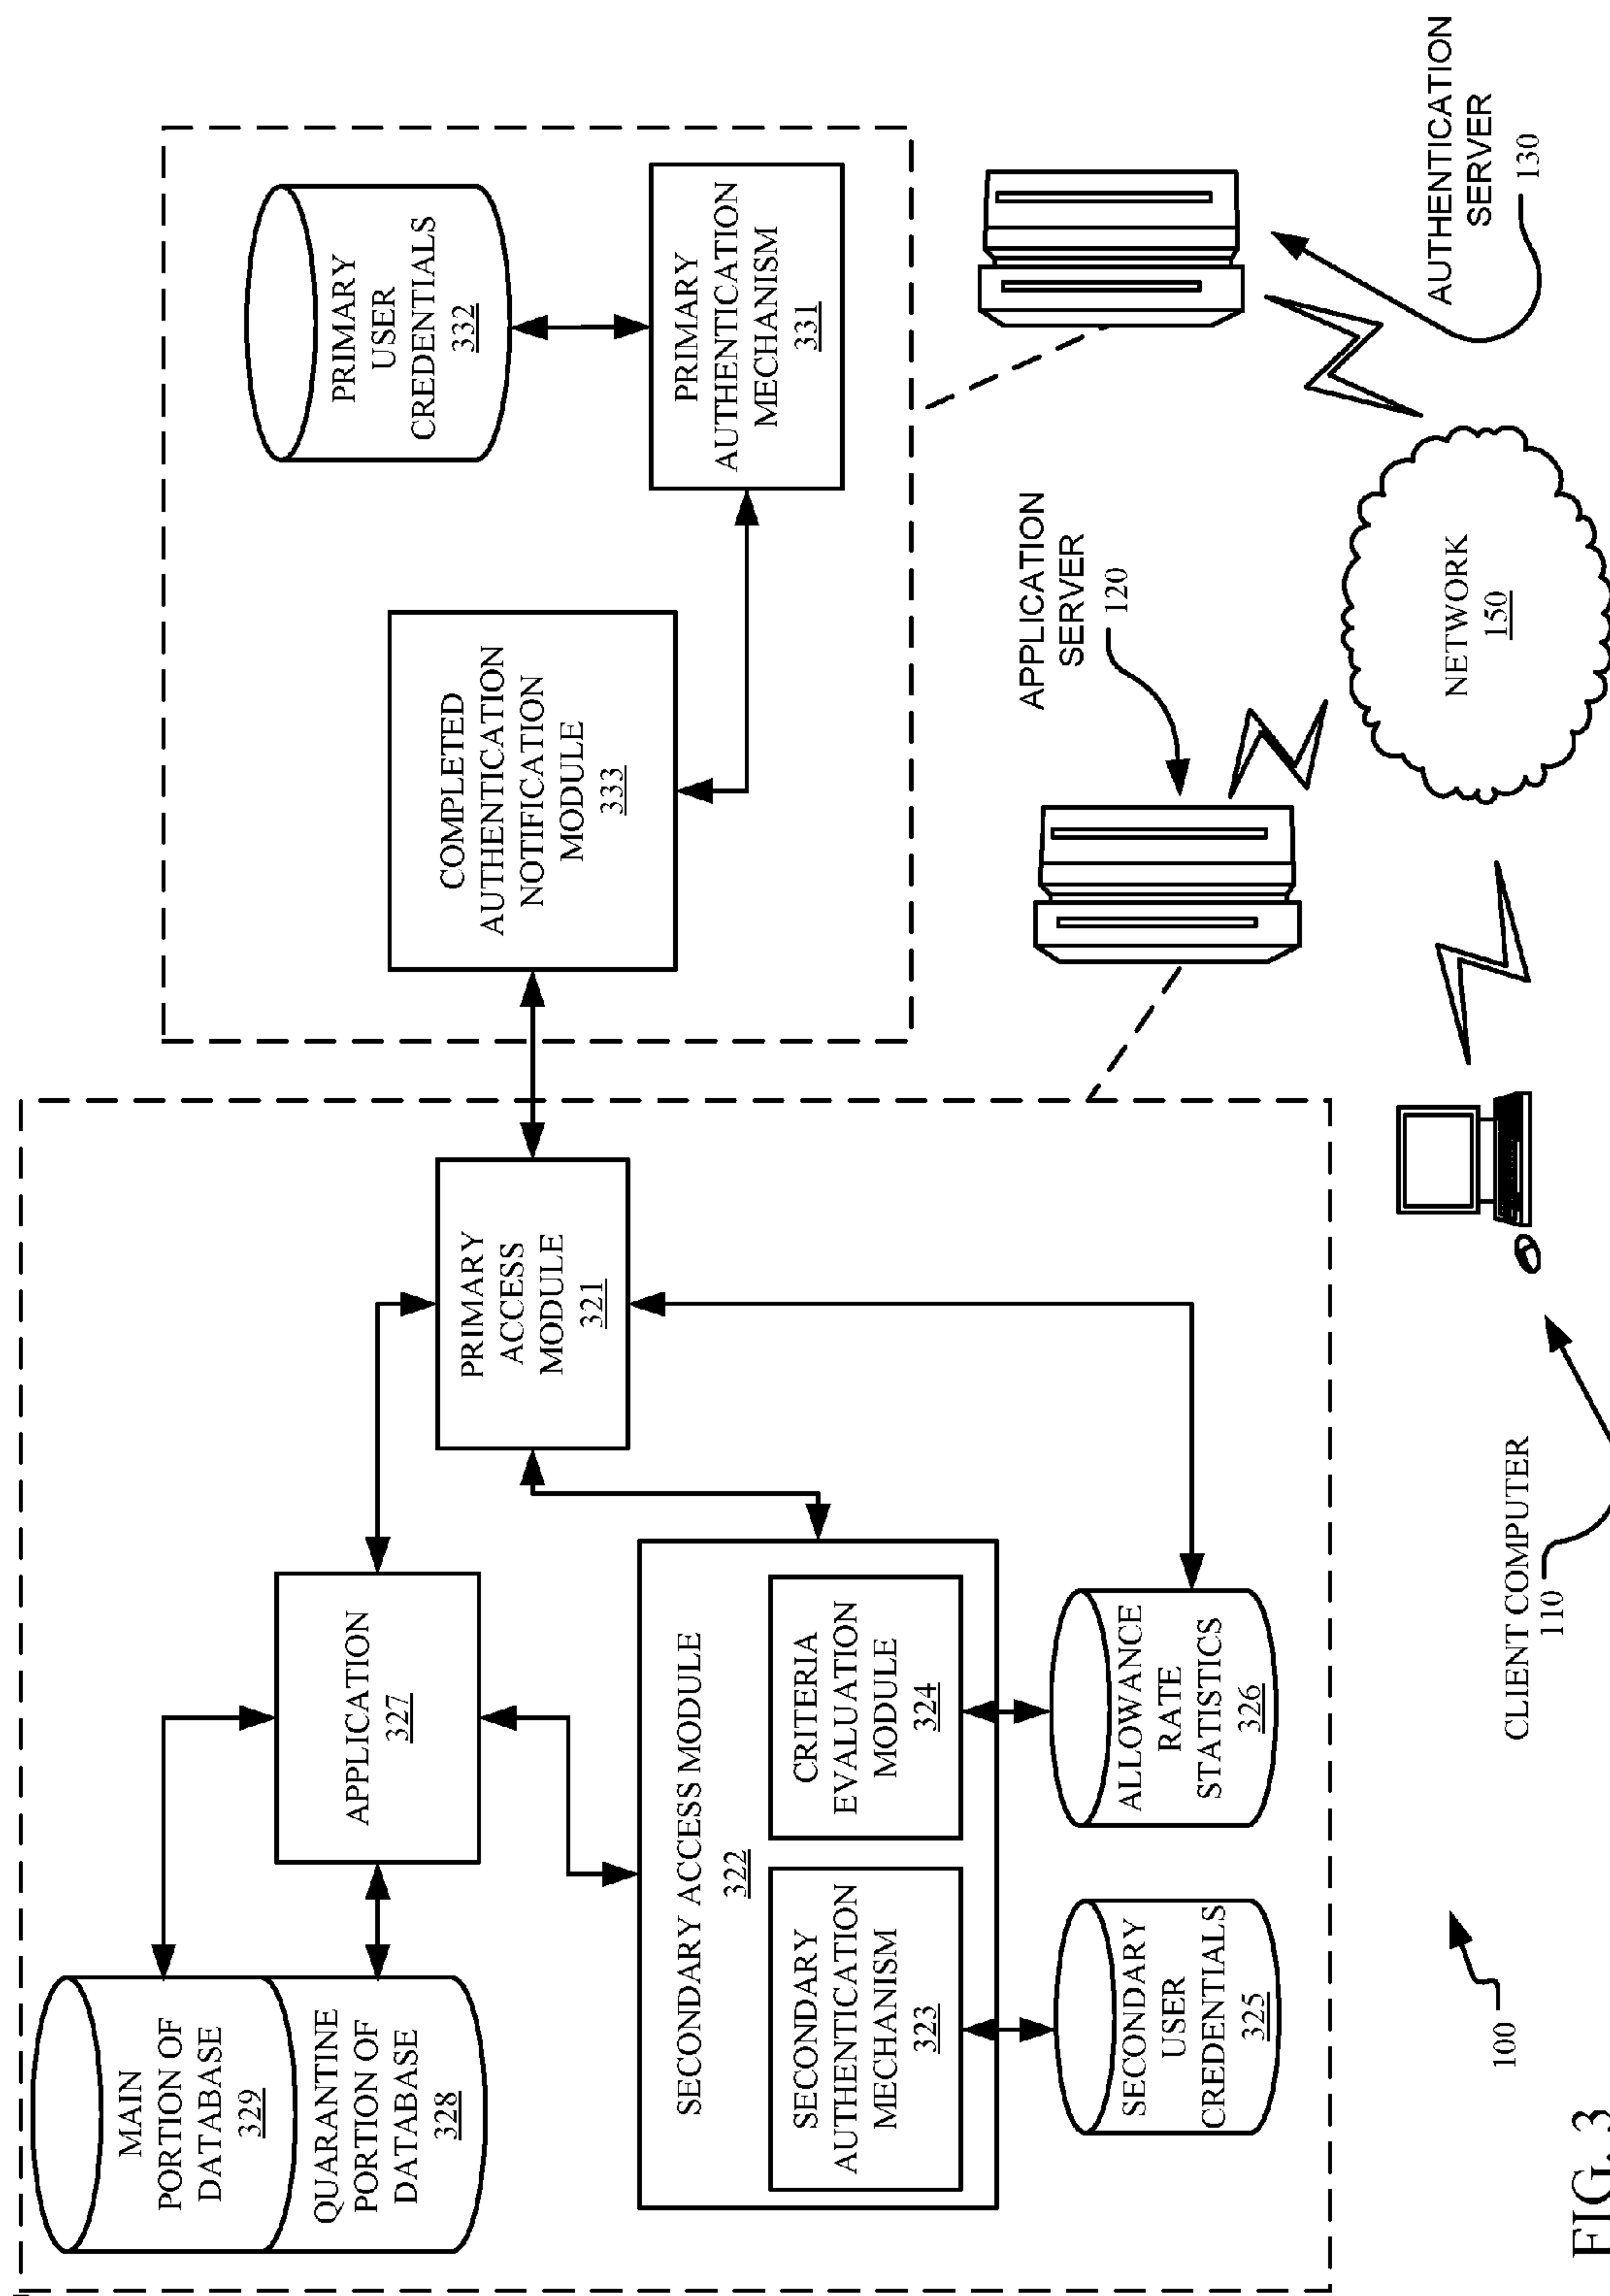 MAIN
PORTION OF
DATABASE
329
QUARANTINE
PORTION OF
DATABASE
328
APPLICATION
327
PRIMARY
ACCESS
MODULE
321
SECONDARY ACCESS MODULE
322
SECONDARY
AUTHENTICATION
MECHANISM
323
CRITERIA
EVALUATION
MODULE
324
SECONDARY
USER
CREDENTIALS
325
ALLOWANCE
RATE
STATISTICS
326
COMPLETED
AUTHENTICATION
NOTIFICATION
MODULE
333
PRIMARY
USER
CREDENTIALS
332
PRIMARY
AUTHENTICATION
MECHANISM
331
APPLICATION
SERVER
120
AUTHENTICATION
SERVER
130
NETWORK
150
CLIENT COMPUTER
110
100
FIG. 3